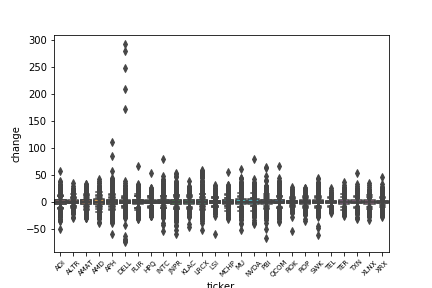 300
250
200
150
100
50
0
−50
change
ADI ALTR AMAT AMD APH DELL FLIR HPQ INTC JNPR KLAC LRCX LSI MCHP MU NVDA PBI QCOM ROK ROP SWK TEL TER TXN XLNX XRX
ticker